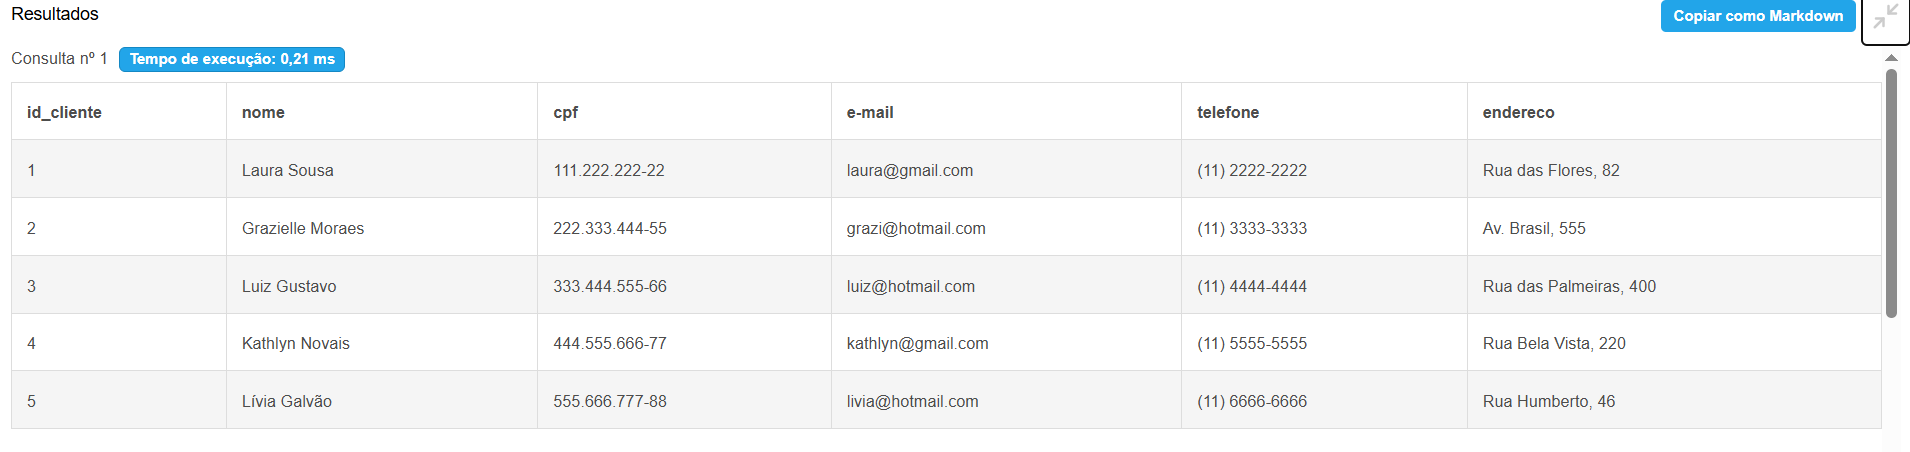 Resultados
Copiar como Markdown
Consulta nº 1 Tempo de execução: 0,21 ms
id_cliente nome cpf e-mail telefone endereco
1 Laura Sousa 111.222.222-22 laura@gmail.com (11) 2222-2222 Rua das Flores, 82
2 Grazielle Moraes 222.333.444-55 grazi@hotmail.com (11) 3333-3333 Av. Brasil, 555
3 Luiz Gustavo 333.444.555-66 luiz@hotmail.com (11) 4444-4444 Rua das Palmeiras, 400
4 Kathlyn Novais 444.555.666-77 kathlyn@gmail.com (11) 5555-5555 Rua Bela Vista, 220
5 Lívia Galvão 555.666.777-88 livia@hotmail.com (11) 6666-6666 Rua Humberto, 46